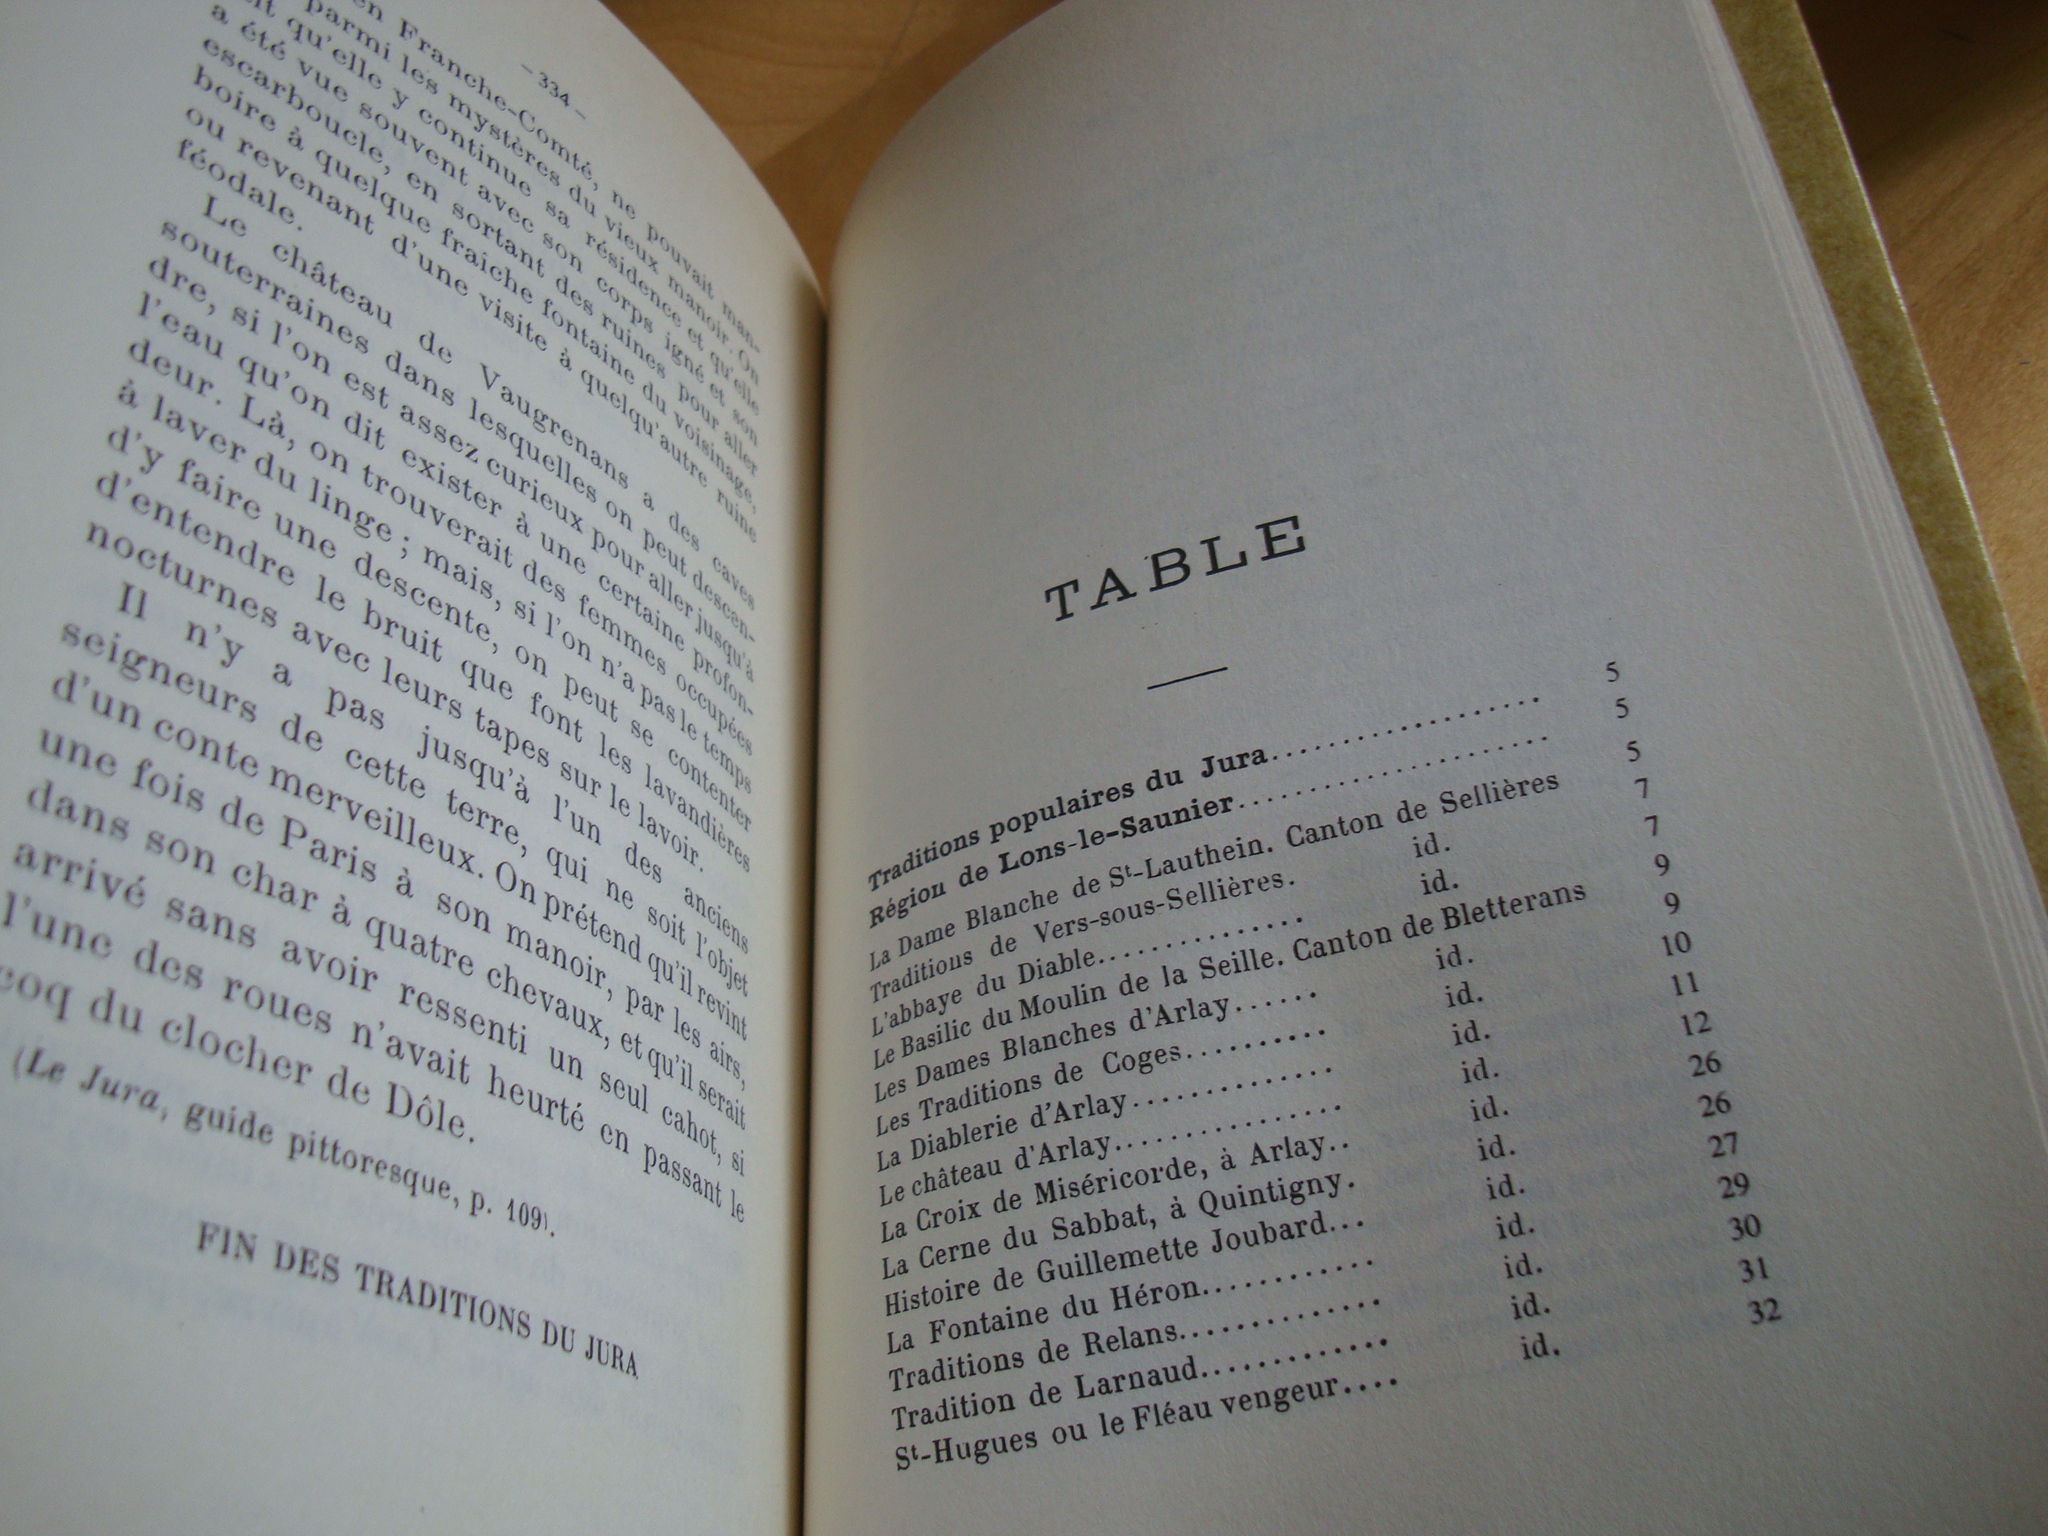 – 334 –
en Franche-Comté, ne pouvait man-
parmi les mystères du vieux manoir. On
qu'elle y continue sa résidence et qu'elle
a été vue souvent avec son corps igné et son
escarboucle, en sortant des ruines pour aller
boire à quelque fraiche fontaine du voisinage,
ou revenant d'une visite à quelqu'autre ruine
féodale.
Le château de Vaugrenans a des caves
souterraines dans lesquelles on peut descen-
dre, si l'on est assez curieux pour aller jusqu'à
l'eau qu'on dit exister à une certaine profon-
deur. Là, on trouverait des femmes occupées
à laver du linge ; mais, si l'on n'a pas le temps
d'y faire une descente, on peut se contenter
d'entendre le bruit que font les lavandières
nocturnes avec leurs tapes sur le lavoir.
Il n'y a pas jusqu'à l'un des anciens
seigneurs de cette terre, qui ne soit l'objet
d'un conte merveilleux. On prétend qu'il revint
une fois de Paris à son manoir, par les airs,
dans son char à quatre chevaux, et qu'il serait
arrivé sans avoir ressenti un seul cahot, si
l'une des roues n'avait heurté en passant le
coq du clocher de Dôle.
(Le Jura, guide pittoresque, p. 109).
FIN DES TRADITIONS DU JURA
TABLE
Traditions populaires du Jura.................. 5
Région de Lons-le-Saunier.................... 5
La Dame Blanche de St-Lauthein. Canton de Sellières 5
Traditions de Vers-sous-Sellières. id. 7
L'abbaye du Diable............. id. 7
Le Basilic du Moulin de la Seille. Canton de Bletterans 9
Les Dames Blanches d'Arlay...... id. 9
Les Traditions de Coges.......... id. 10
La Diablerie d'Arlay............. id. 11
Le château d'Arlay............... id. 12
La Croix de Miséricorde, à Arlay.. id. 26
La Cerne du Sabbat, à Quintigny. id. 26
Histoire de Guillemette Joubard... id. 27
La Fontaine du Héron............ id. 29
Traditions de Relans............. id. 30
Tradition de Larnaud............. id. 31
St-Hugues ou le Fléau vengeur.... id. 32